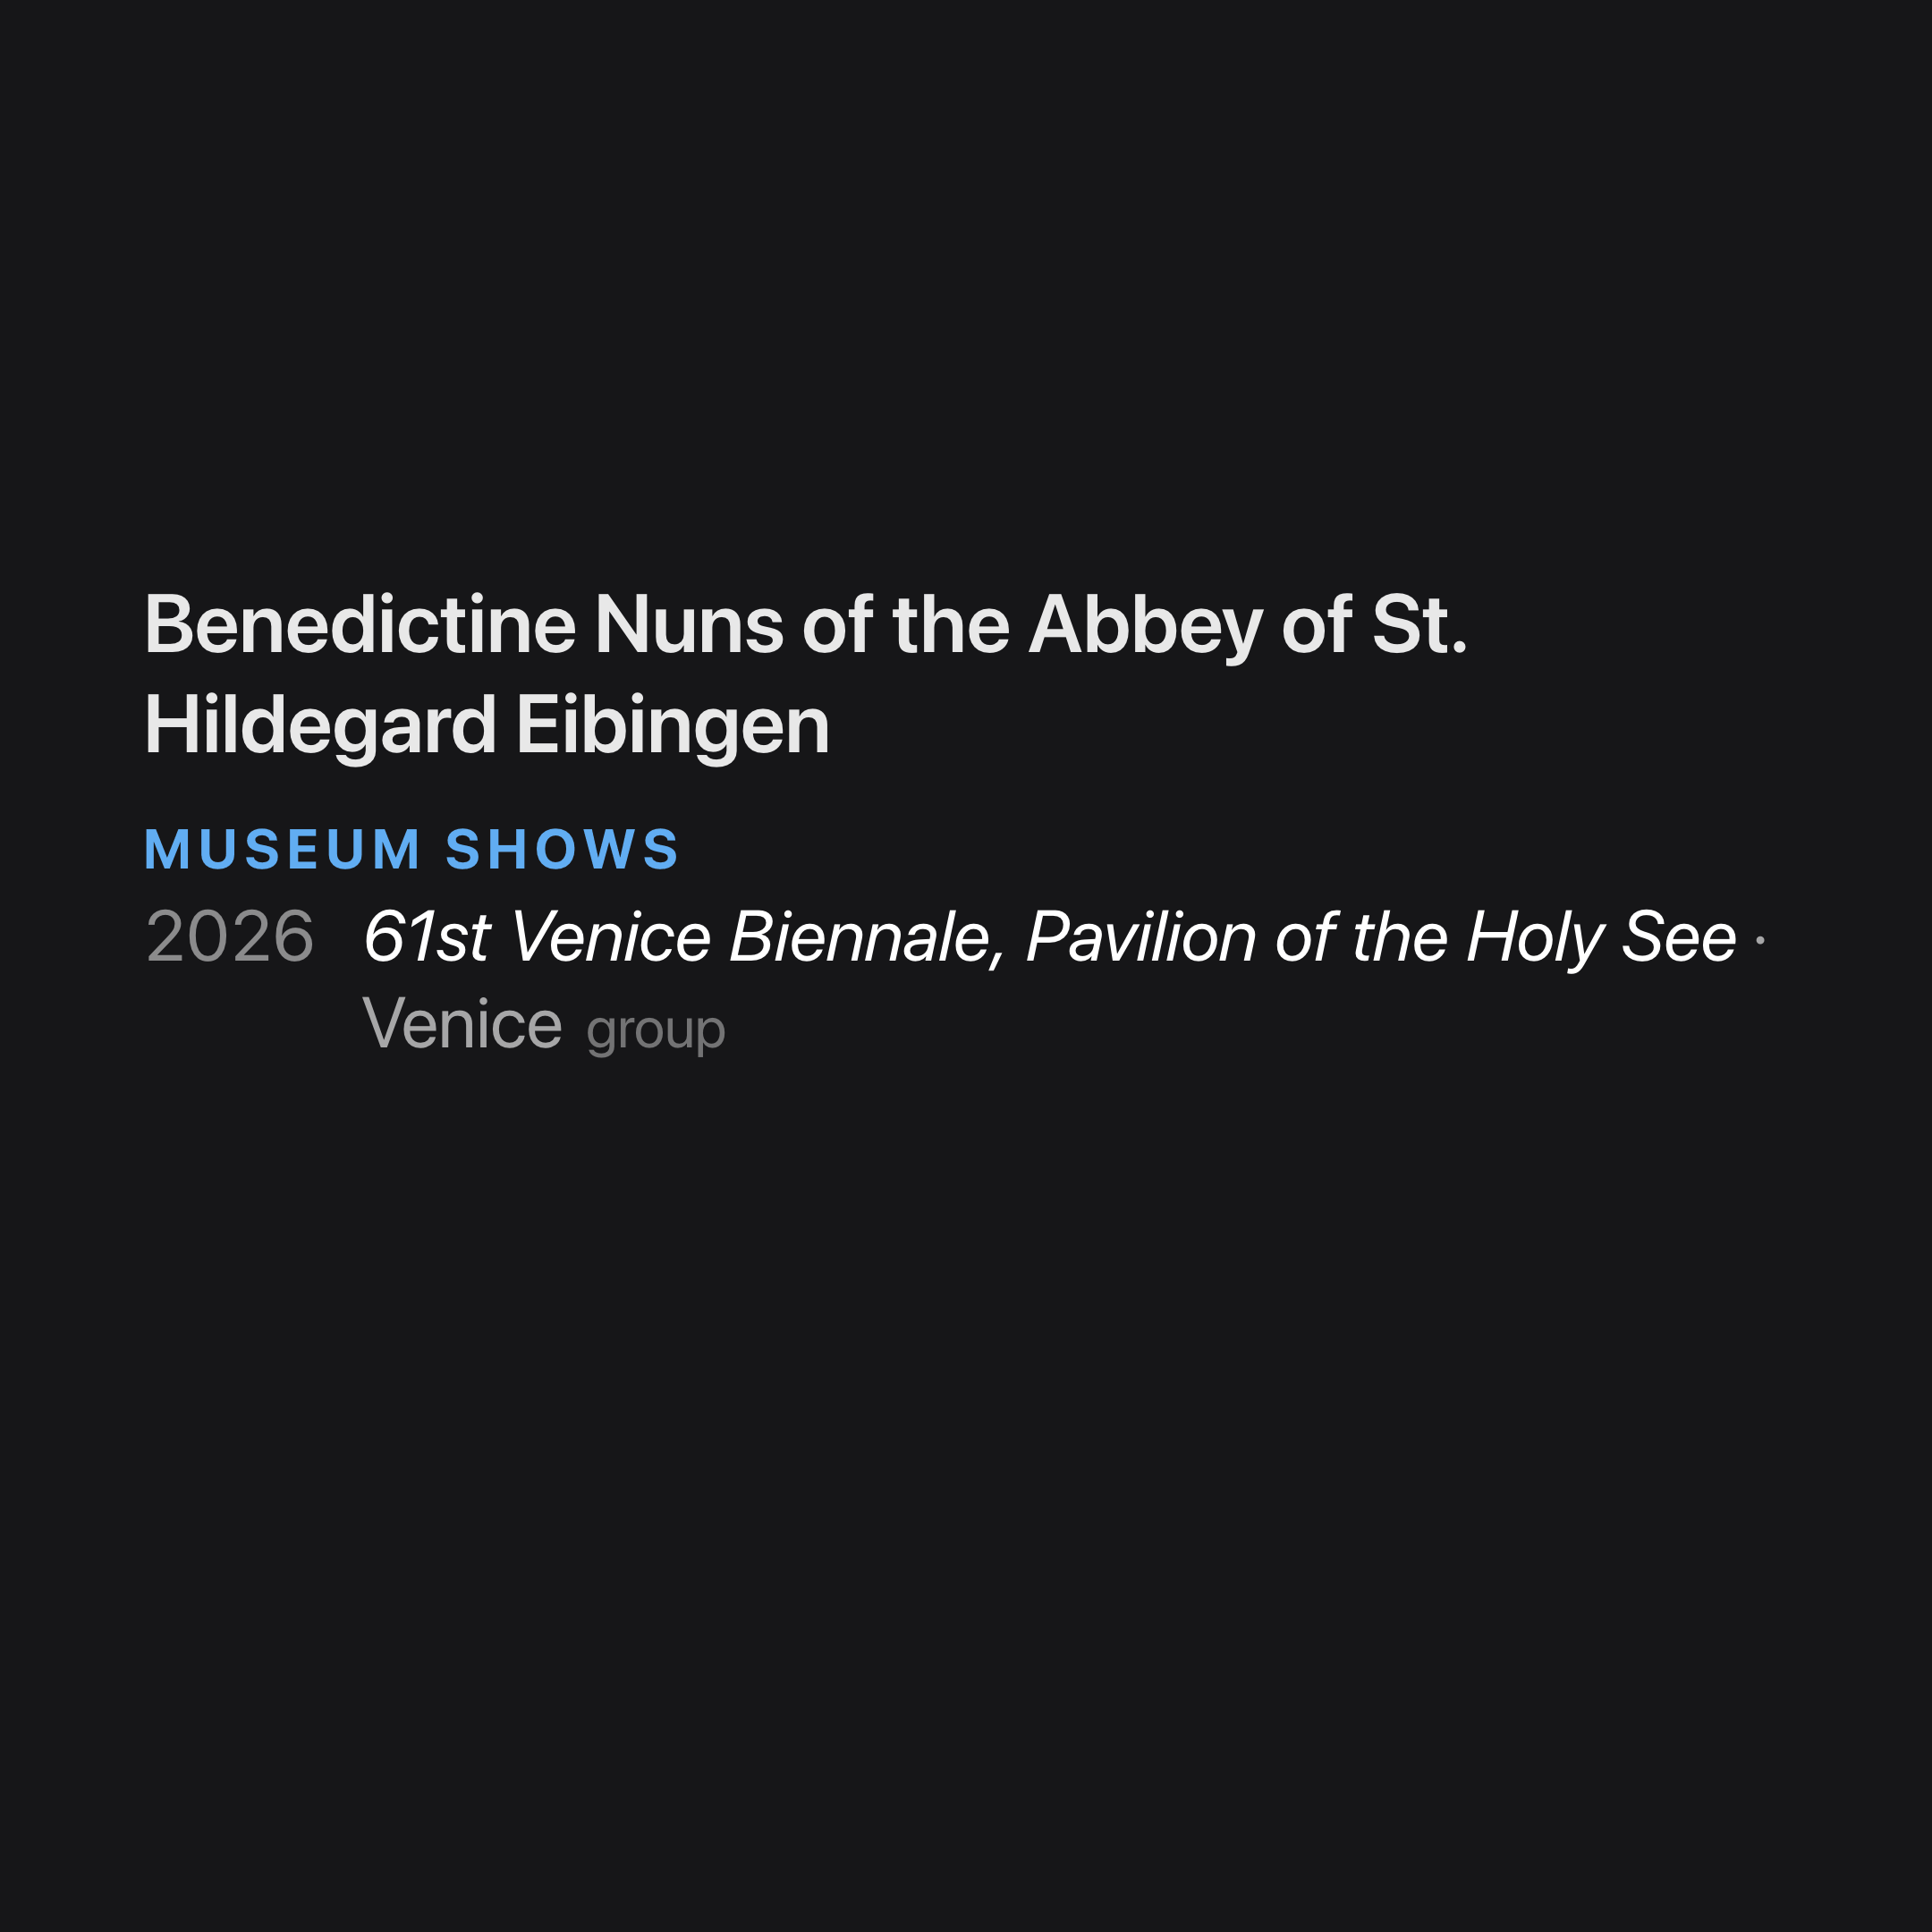 Benedictine Nuns of the Abbey of St.
Hildegard Eibingen
MUSEUM SHOWS
2026 61st Venice Biennale, Pavilion of the Holy See ·
Venice group